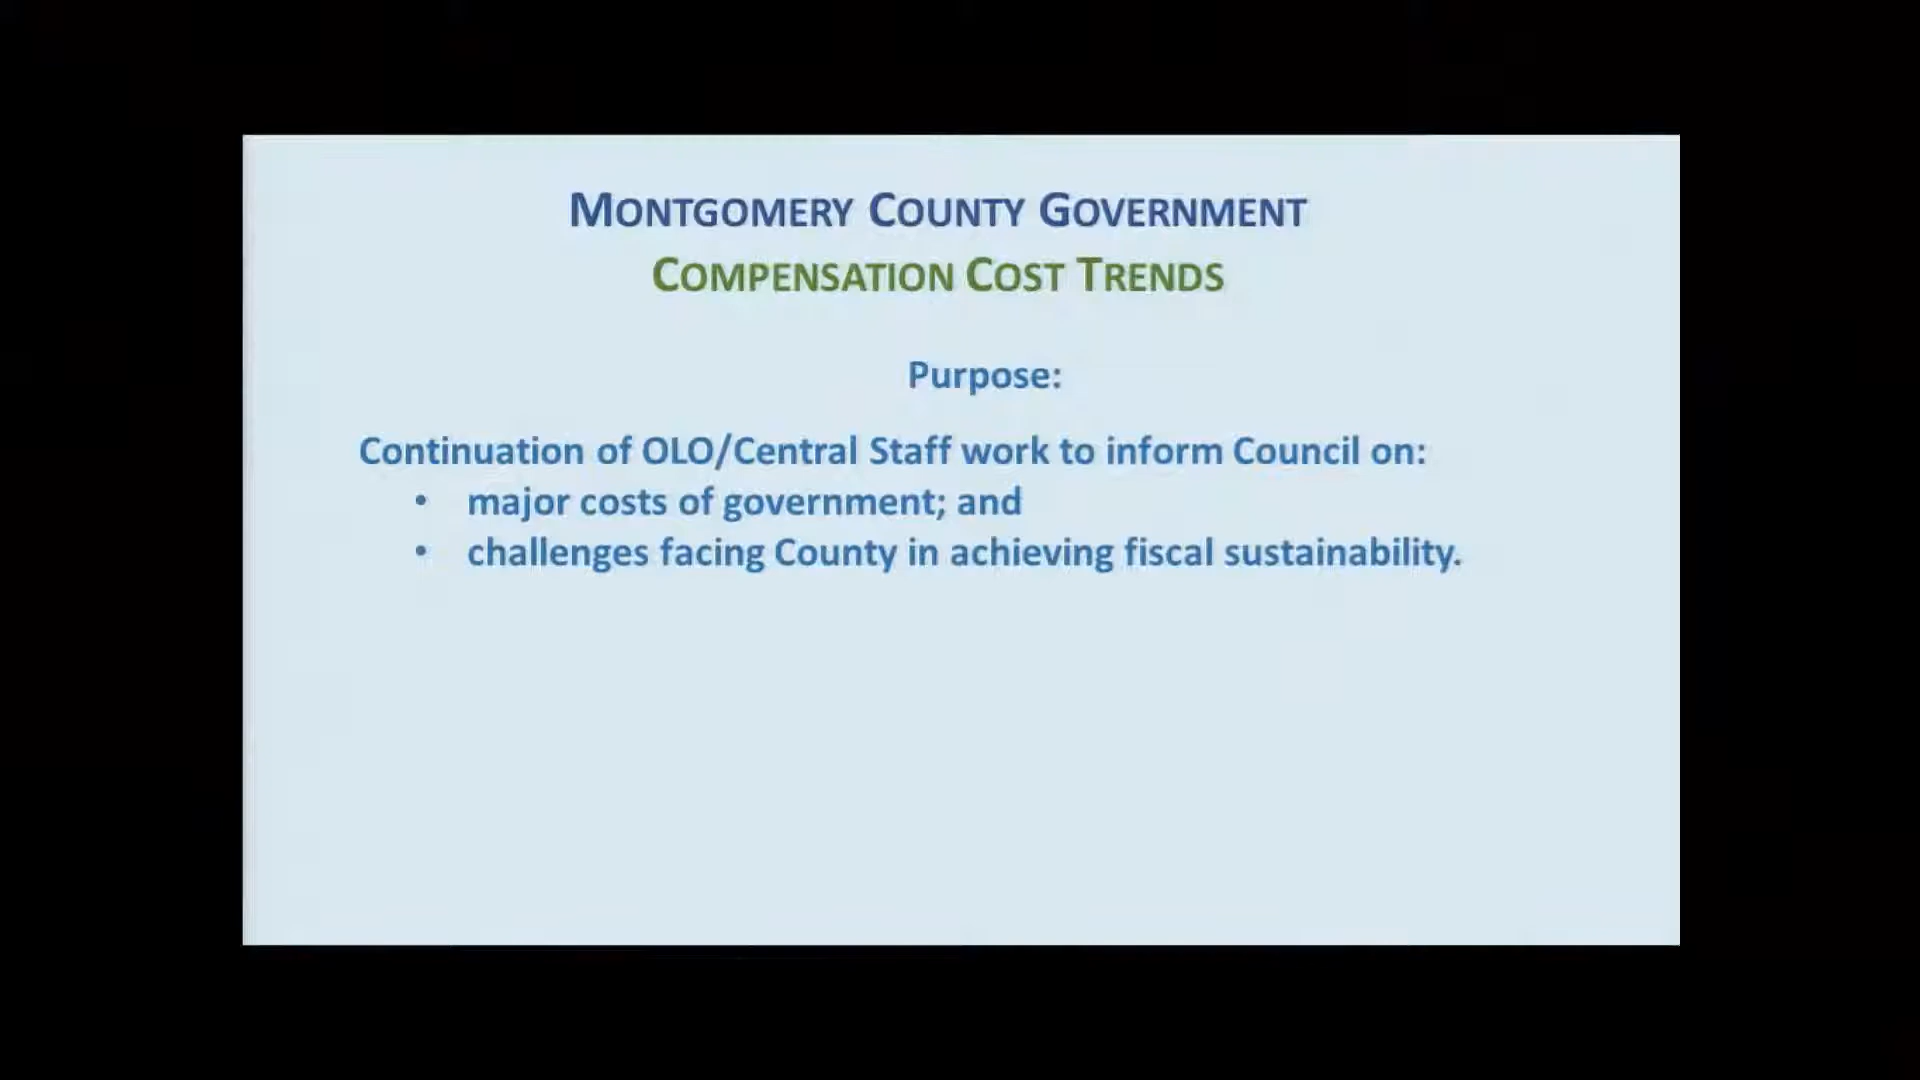 MONTGOMERY COUNTY GOVERNMENT
COMPENSATION COST TRENDS
Purpose:
Continuation of OLO/Central Staff work to inform Council on:
• major costs of government; and
• challenges facing County in achieving fiscal sustainability.